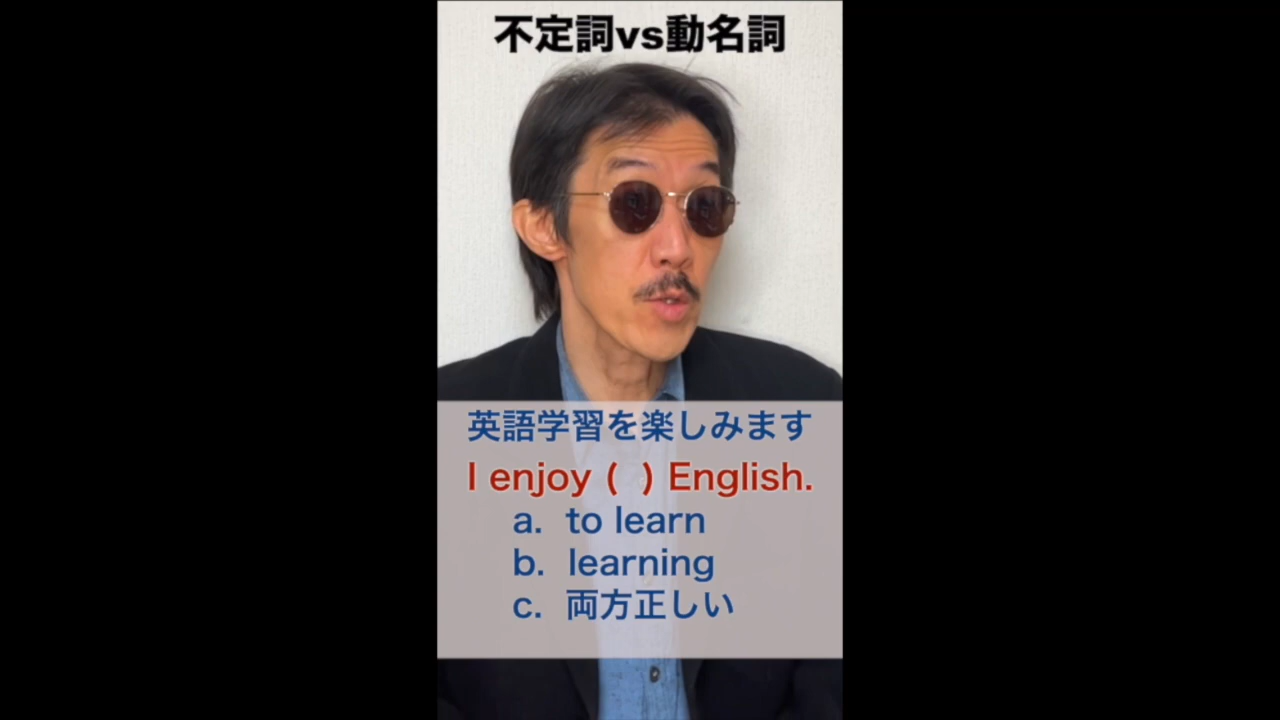 不定詞vs動名詞
英語学習を楽しみます
I enjoy ( ) English.
a. to learn
b. learning
c. 両方正しい